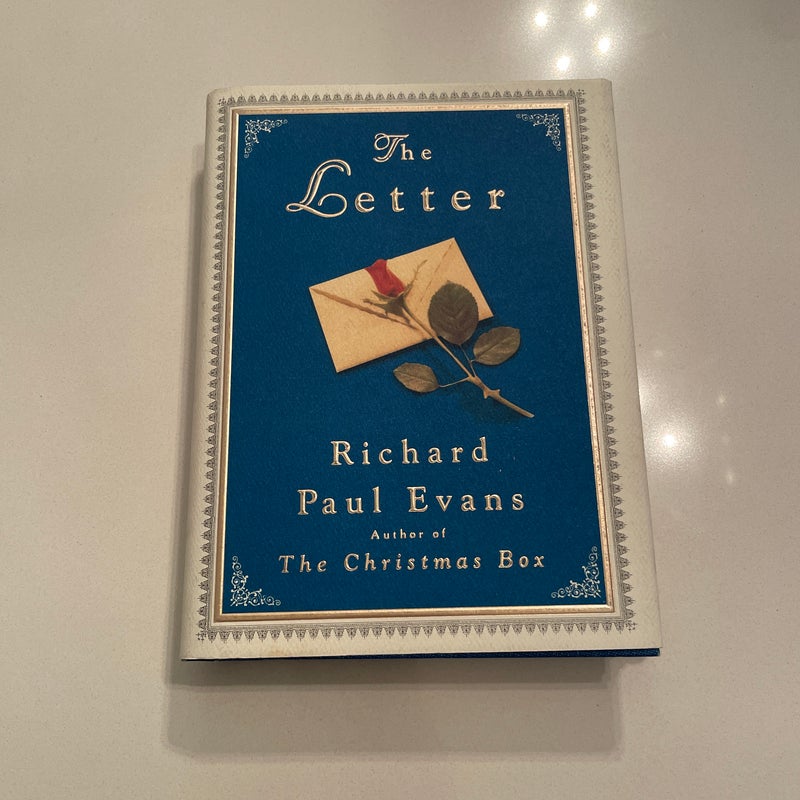 The
Letter
Richard
Paul Evans
Author of
The Christmas Box